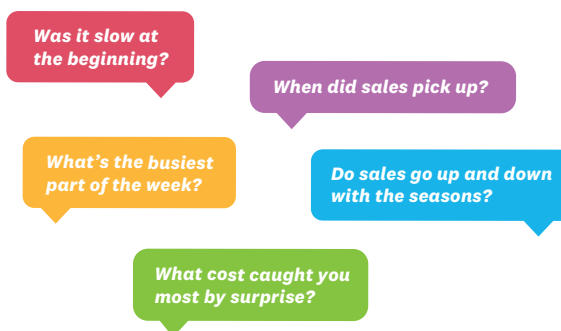 Was it slow at
the beginning?
When did sales pick up?
What's the busiest
part of the week?
Do sales go up and down
with the seasons?
What cost caught you
most by surprise?